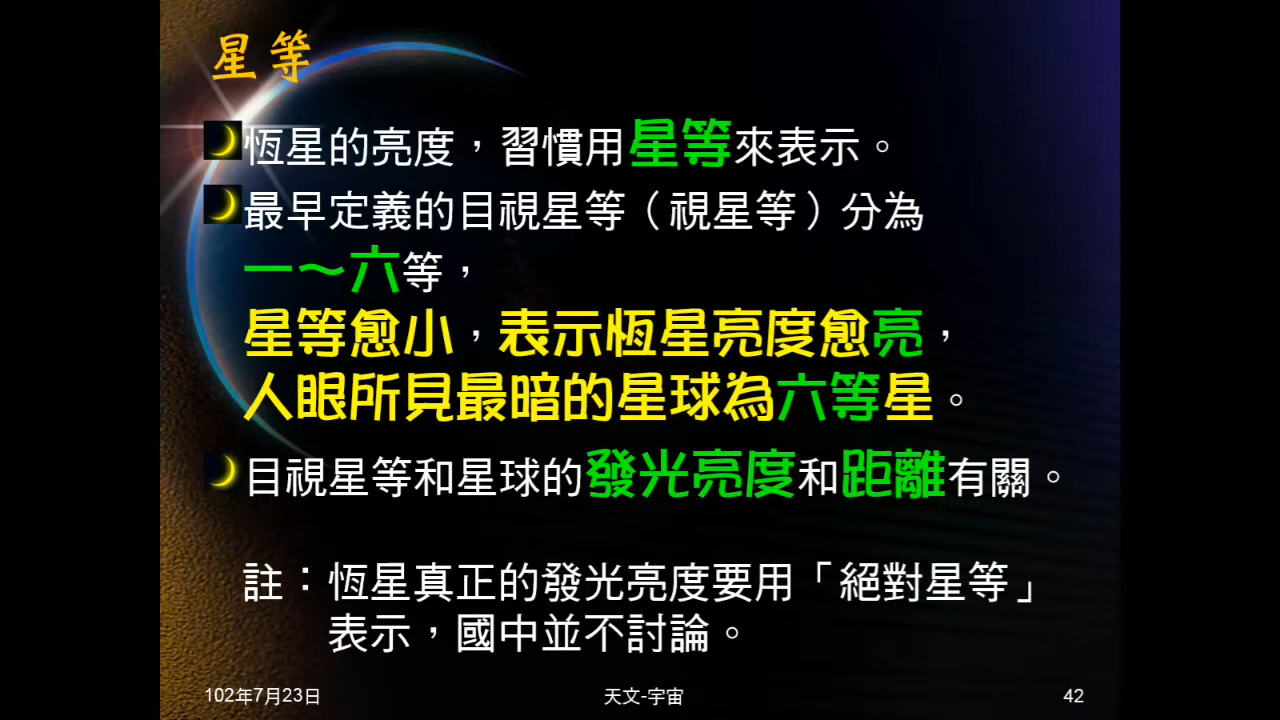 星等
恆星的亮度，習慣用星等來表示。
最早定義的目視星等（視星等）分為
一～六等，
星等愈小，表示恆星亮度愈亮，
人眼所見最暗的星球為六等星。
目視星等和星球的發光亮度和距離有關。
註：恆星真正的發光亮度要用「絕對星等」
表示，國中並不討論。
102年7月23日
天文-宇宙
42